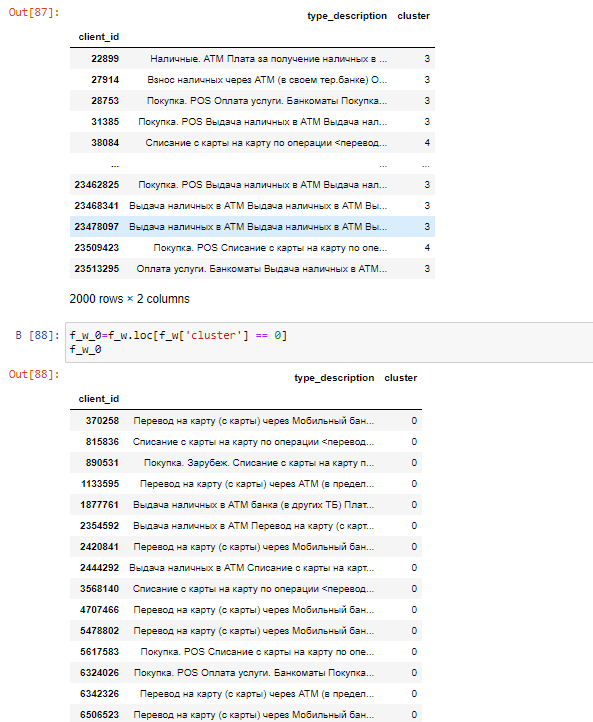 Out[87]:
type_description cluster
client_id
22899 Наличные. АТМ Плата за получение наличных в ... 3
27914 Взнос наличных через АТМ (в своем тер.банке) О... 3
28753 Покупка. POS Оплата услуги. Банкоматы Покупка... 3
31385 Покупка. POS Выдача наличных в АТМ Выдача нал... 3
38084 Списание с карты на карту по операции <перевод... 4
... ... ...
23462825 Покупка. POS Выдача наличных в АТМ Выдача нал... 3
23468341 Выдача наличных в АТМ Выдача наличных в АТМ Вы... 3
23478097 Выдача наличных в АТМ Выдача наличных в АТМ Вы... 3
23509423 Покупка. POS Списание с карты на карту по опе... 4
23513295 Оплата услуги. Банкоматы Выдача наличных в АТМ... 3
2000 rows × 2 columns
В [88]: f_w_0=f_w.loc[f_w['cluster'] == 0]
f_w_0
Out[88]:
type_description cluster
client_id
370258 Перевод на карту (с карты) через Мобильный бан... 0
815836 Списание с карты на карту по операции <перевод... 0
890531 Покупка. Зарубеж. Списание с карты на карту п... 0
1133595 Перевод на карту (с карты) через АТМ (в предел... 0
1877761 Выдача наличных в АТМ банка (в других ТБ) Плат... 0
2354592 Выдача наличных в АТМ Перевод на карту (с карт... 0
2420841 Перевод на карту (с карты) через Мобильный бан... 0
2444292 Выдача наличных в АТМ Списание с карты на карт... 0
3568140 Списание с карты на карту по операции <перевод... 0
4707466 Перевод на карту (с карты) через Мобильный бан... 0
5478802 Перевод на карту (с карты) через Мобильный бан... 0
5617583 Покупка. POS Списание с карты на карту по опе... 0
6324026 Покупка. POS Оплата услуги. Банкоматы Покупка... 0
6342326 Перевод на карту (с карты) через АТМ (в предел... 0
6506523 Перевод на карту (с карты) через Мобильный бан... 0